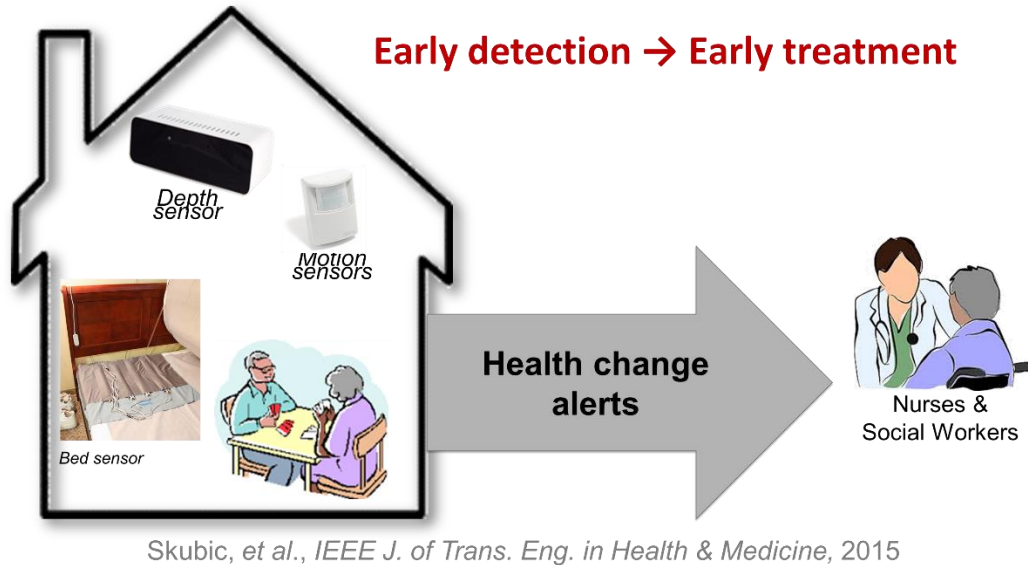 Early detection → Early treatment
Depth
sensor
Motion
sensors
Bed sensor
Health change
alerts
Nurses &
Social Workers
Skubic, et al., IEEE J. of Trans. Eng. in Health & Medicine, 2015